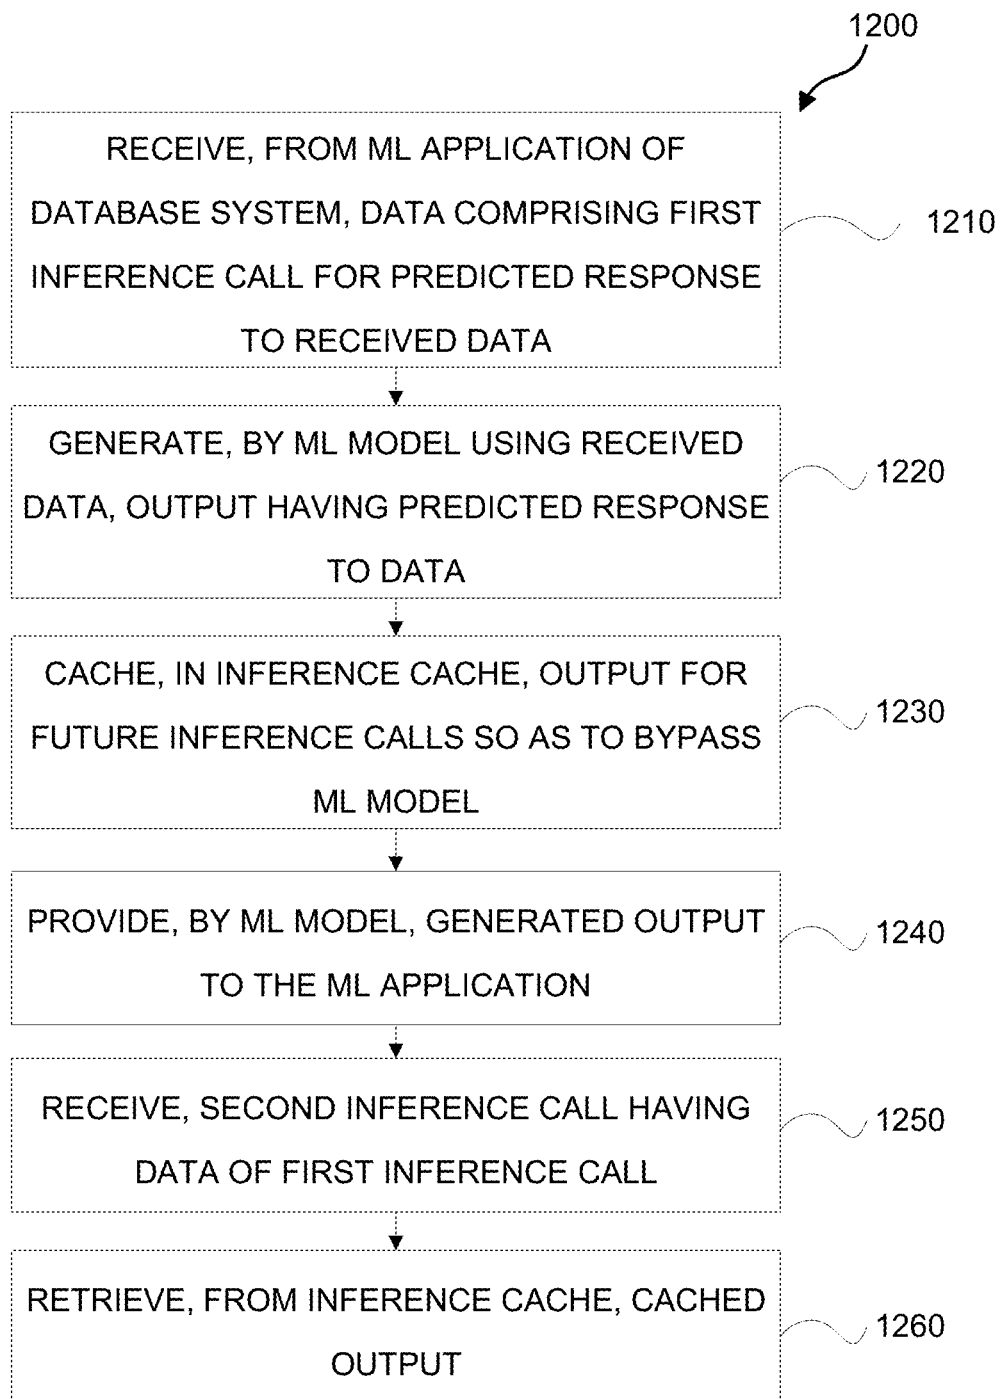 1200
RECEIVE, FROM ML APPLICATION OF
DATABASE SYSTEM, DATA COMPRISING FIRST
INFERENCE CALL FOR PREDICTED RESPONSE
TO RECEIVED DATA
1210
GENERATE, BY ML MODEL USING RECEIVED
DATA, OUTPUT HAVING PREDICTED RESPONSE
TO DATA
1220
CACHE, IN INFERENCE CACHE, OUTPUT FOR
FUTURE INFERENCE CALLS SO AS TO BYPASS
ML MODEL
1230
PROVIDE, BY ML MODEL, GENERATED OUTPUT
TO THE ML APPLICATION
1240
RECEIVE, SECOND INFERENCE CALL HAVING
DATA OF FIRST INFERENCE CALL
1250
RETRIEVE, FROM INFERENCE CACHE, CACHED
OUTPUT
1260